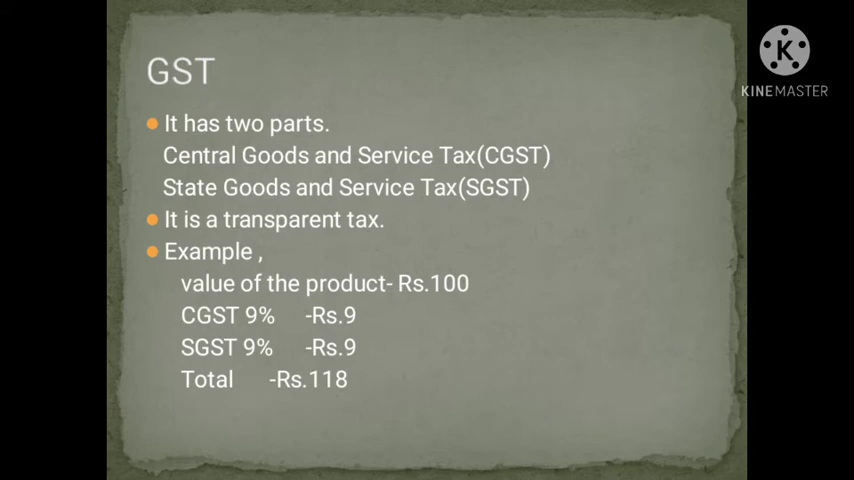 GST
It has two parts.
Central Goods and Service Tax(CGST)
State Goods and Service Tax(SGST)
It is a transparent tax.
Example ,
value of the product- Rs.100
CGST 9% -Rs.9
SGST 9% -Rs.9
Total -Rs.118
K
KINEMASTER